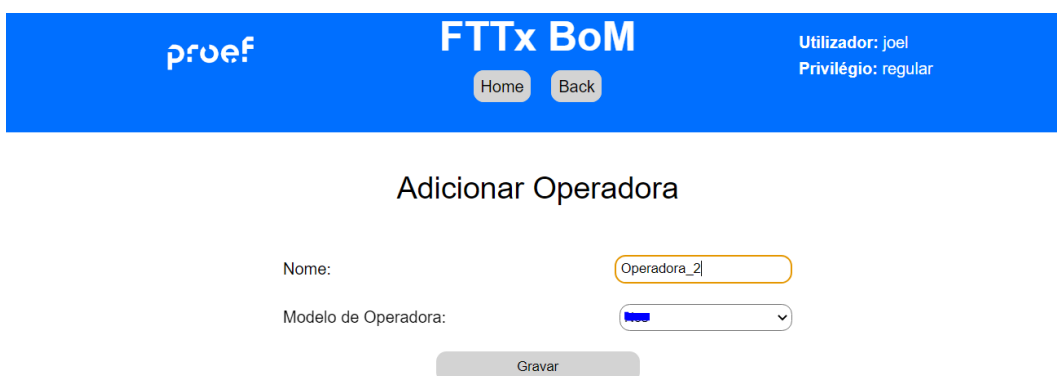 proef
FTTx BoM
Home Back
Utilizador: joel
Privilégio: regular
Adicionar Operadora
Nome: Operadora_2
Modelo de Operadora:
Gravar